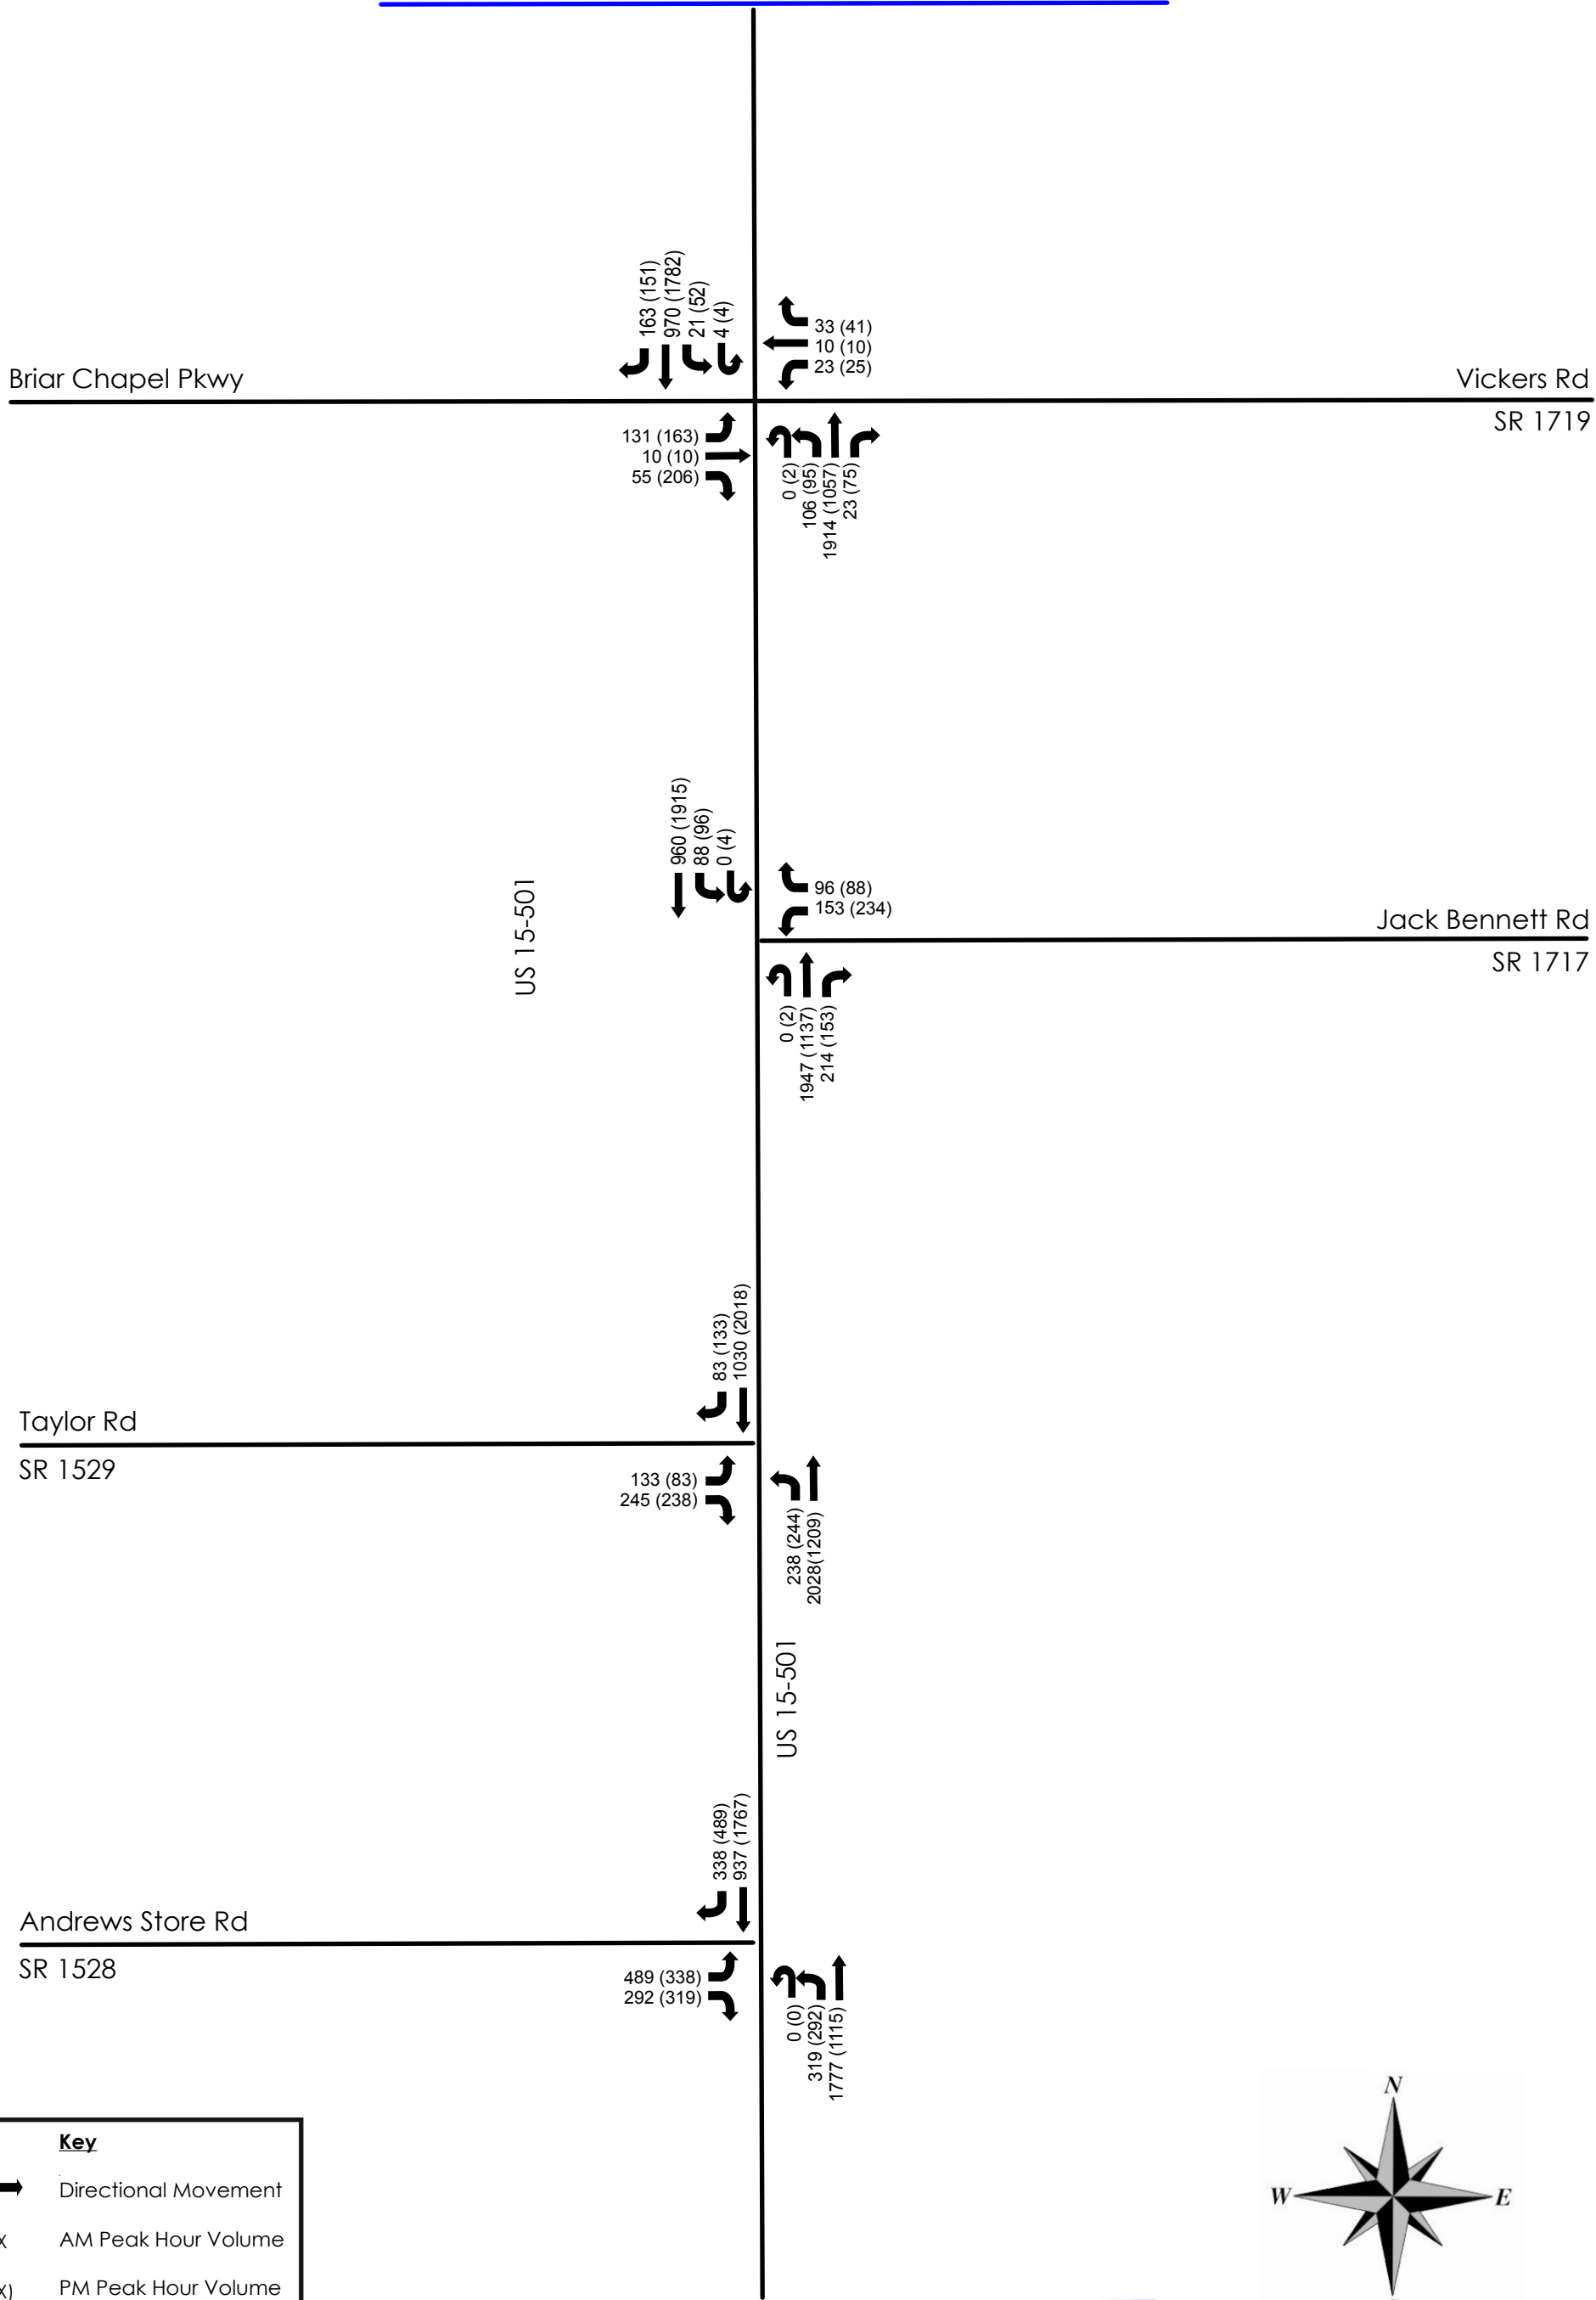 163 (151)
970 (1782)
21 (52)
4 (4)
33 (41)
10 (10)
23 (25)
Briar Chapel Pkwy
Vickers Rd
SR 1719
131 (163)
10 (10)
55 (206)
0 (2)
106 (95)
1914 (1057)
23 (75)
US 15-501
960 (1915)
88 (96)
0 (4)
96 (88)
153 (234)
Jack Bennett Rd
SR 1717
0 (2)
1947 (1137)
214 (153)
83 (133)
1030 (2018)
Taylor Rd
SR 1529
133 (83)
245 (238)
238 (244)
2028(1209)
US 15-501
338 (489)
937 (1767)
Andrews Store Rd
SR 1528
489 (338)
292 (319)
0 (0)
319 (292)
1777 (1115)
Key
Directional Movement
X AM Peak Hour Volume
X) PM Peak Hour Volume
N
W
E